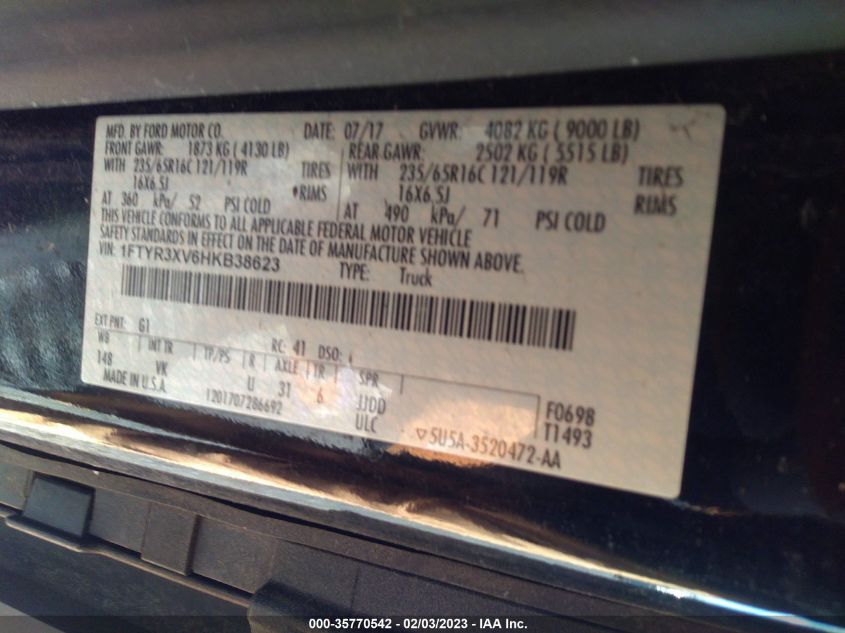 MFD. BY FORD MOTOR CO. DATE: 07/17 GVWR: 4082 KG ( 9000 LB)
FRONT GAWR: 1873 KG ( 4130 LB) REAR GAWR: 2502 KG ( 5515 LB)
WITH 235/65R16C 121/119R TIRES WITH 235/65R16C 121/119R TIRES
16X6.5J RIMS 16X6.5J RIMS
AT 360 kPa/ 52 PSI COLD AT 490 kPa/ 71 PSI COLD
THIS VEHICLE CONFORMS TO ALL APPLICABLE FEDERAL MOTOR VEHICLE
SAFETY STANDARDS IN EFFECT ON THE DATE OF MANUFACTURE SHOWN ABOVE.
VIN: 1FTYR3XV6HKB38623 TYPE: Truck
EXT PNT: G1 RC: 41 DSO:
WB INT TR TP/PS R AXLE TR SPR
148 VK U 31 6 JJDD F0698
MADE IN U.S.A. 1201707286692 ULC T1493
▽5U5A-3520472-AA
000-35770542 - 02/03/2023 - IAA Inc.